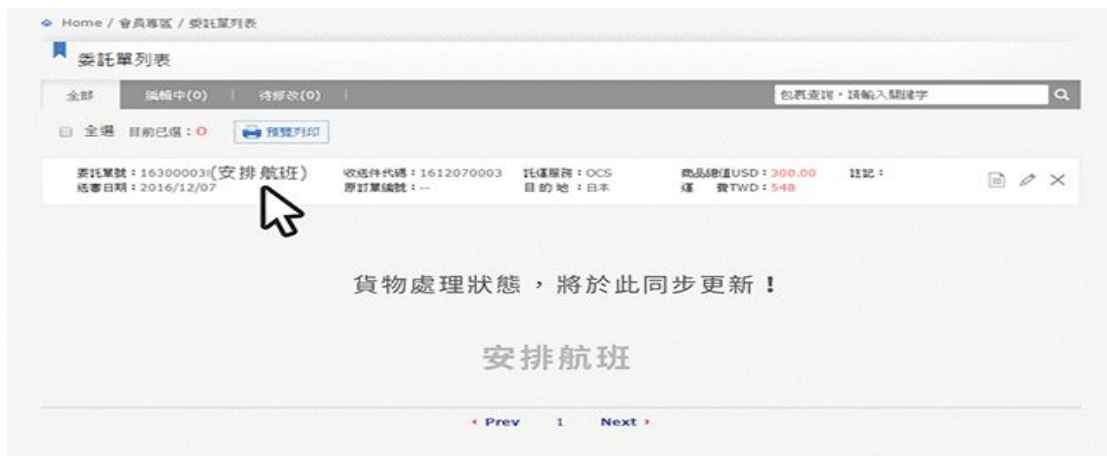 Home / 會員專區 / 委託單列表
委託單列表
全部 編輯中(0) | 待修改(0) |
包裹查詢，請輸入關鍵字
全選 目前已選：0 預覽列印
委託單號：16300003(安排航班) 收送件代碼：1612070003 託運服務：OCS 商品總值USD：300.00 註記：
送書日期：2016/12/07 原訂單編號：-- 目的地：日本 運 費TWD：548
貨物處理狀態，將於此同步更新！
安排航班
‹ Prev 1 Next ›